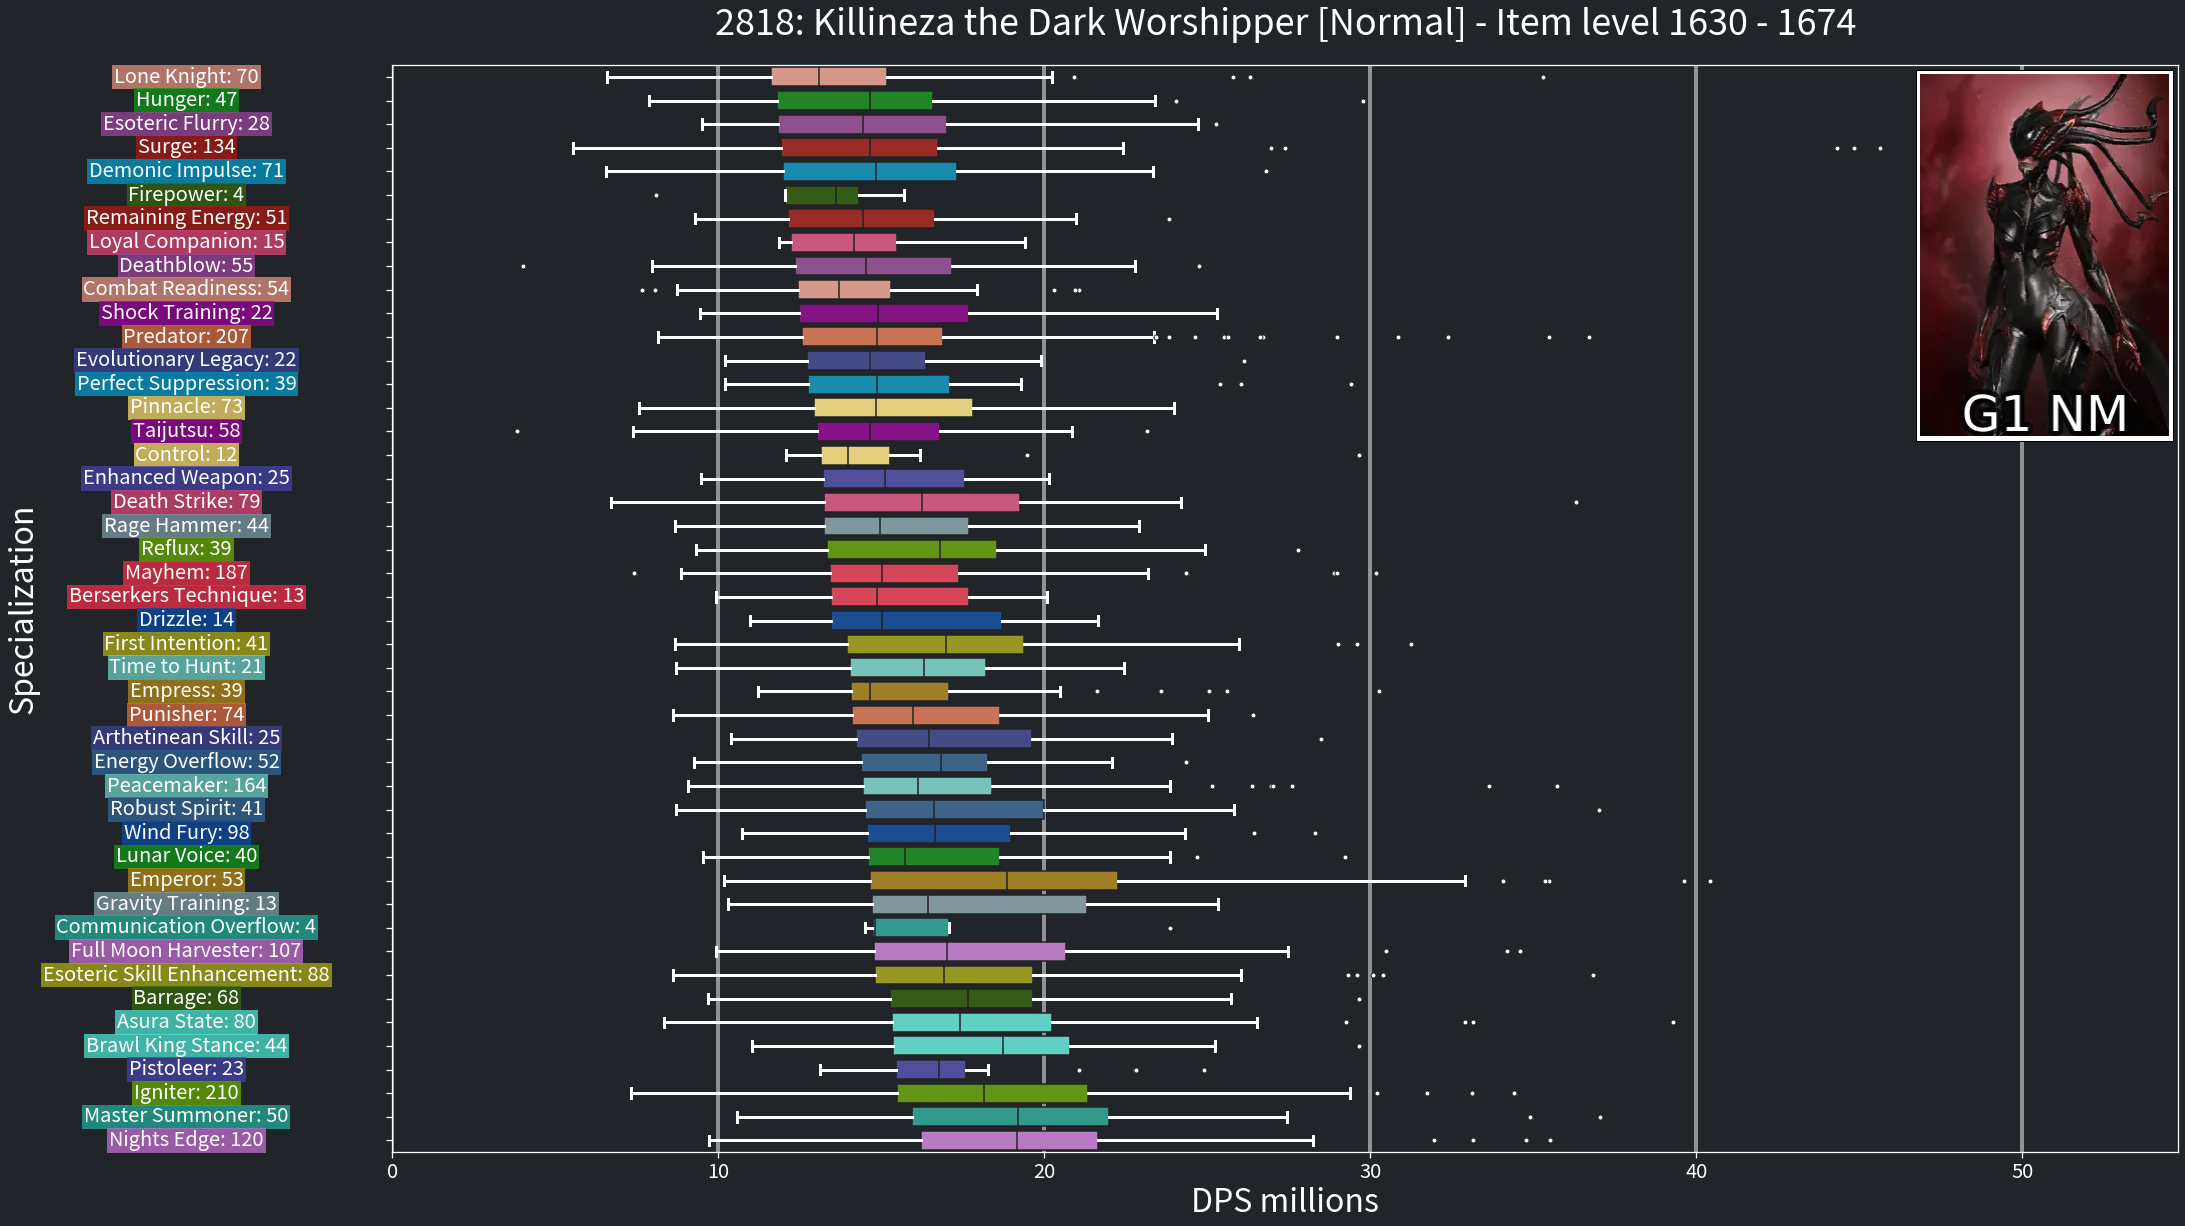 2818: Killineza the Dark Worshipper [Normal] - Item level 1630 - 1674
Specialization
Lone Knight: 70
Hunger: 47
Esoteric Flurry: 28
Surge: 134
Demonic Impulse: 71
Firepower: 4
Remaining Energy: 51
Loyal Companion: 15
Deathblow: 55
Combat Readiness: 54
Shock Training: 22
Predator: 207
Evolutionary Legacy: 22
Perfect Suppression: 39
Pinnacle: 73
Taijutsu: 58
Control: 12
Enhanced Weapon: 25
Death Strike: 79
Rage Hammer: 44
Reflux: 39
Mayhem: 187
Berserkers Technique: 13
Drizzle: 14
First Intention: 41
Time to Hunt: 21
Empress: 39
Punisher: 74
Arthetinean Skill: 25
Energy Overflow: 52
Peacemaker: 164
Robust Spirit: 41
Wind Fury: 98
Lunar Voice: 40
Emperor: 53
Gravity Training: 13
Communication Overflow: 4
Full Moon Harvester: 107
Esoteric Skill Enhancement: 88
Barrage: 68
Asura State: 80
Brawl King Stance: 44
Pistoleer: 23
Igniter: 210
Master Summoner: 50
Nights Edge: 120
G1 NM
0 10 20 30 40 50
DPS millions